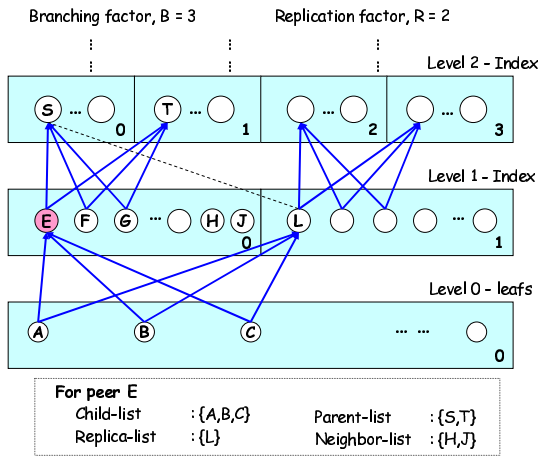 Branching factor, B = 3 Replication factor, R = 2
Level 2 - Index
S ... T ... ... ...
0 1 2 3
Level 1 - Index
E F G ... H J L ...
0 1
Level 0 - leafs
A B C ... ...
0
For peer E
Child-list : {A,B,C} Parent-list : {S,T}
Replica-list : {L} Neighbor-list : {H,J}